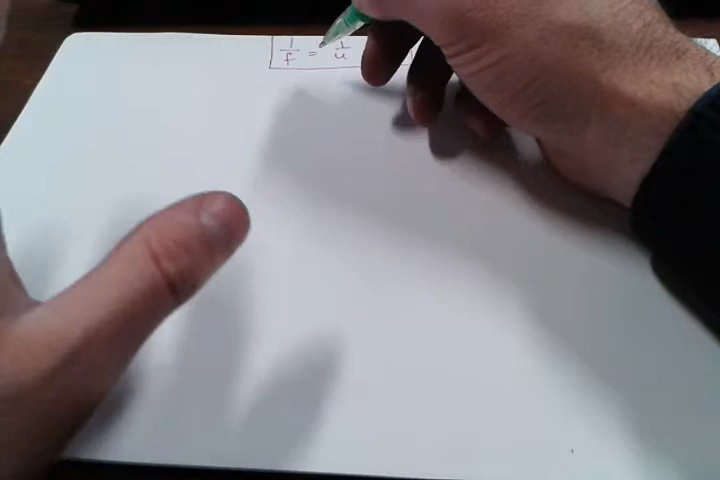 1/f = 1/u